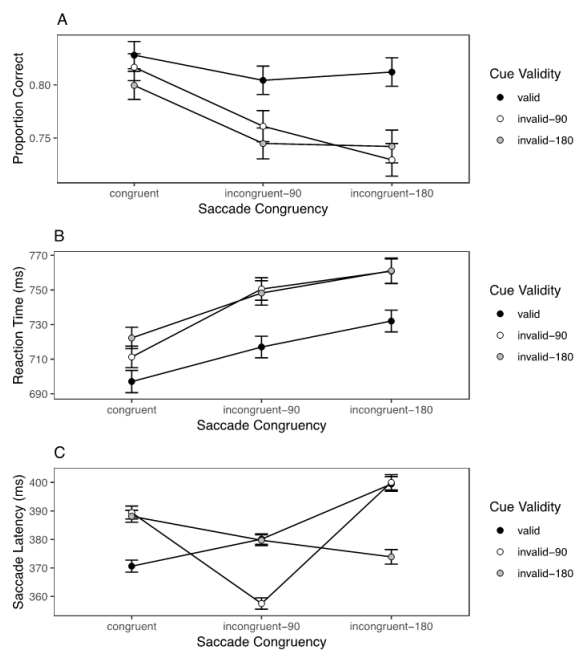 A
Proportion Correct
0.80
0.75
congruent
incongruent-90
incongruent-180
Saccade Congruency
Cue Validity
valid
invalid-90
invalid-180
B
Reaction Time (ms)
770
750
730
710
690
congruent
incongruent-90
incongruent-180
Saccade Congruency
Cue Validity
valid
invalid-90
invalid-180
C
Saccade Latency (ms)
400
390
380
370
360
congruent
incongruent-90
incongruent-180
Saccade Congruency
Cue Validity
valid
invalid-90
invalid-180